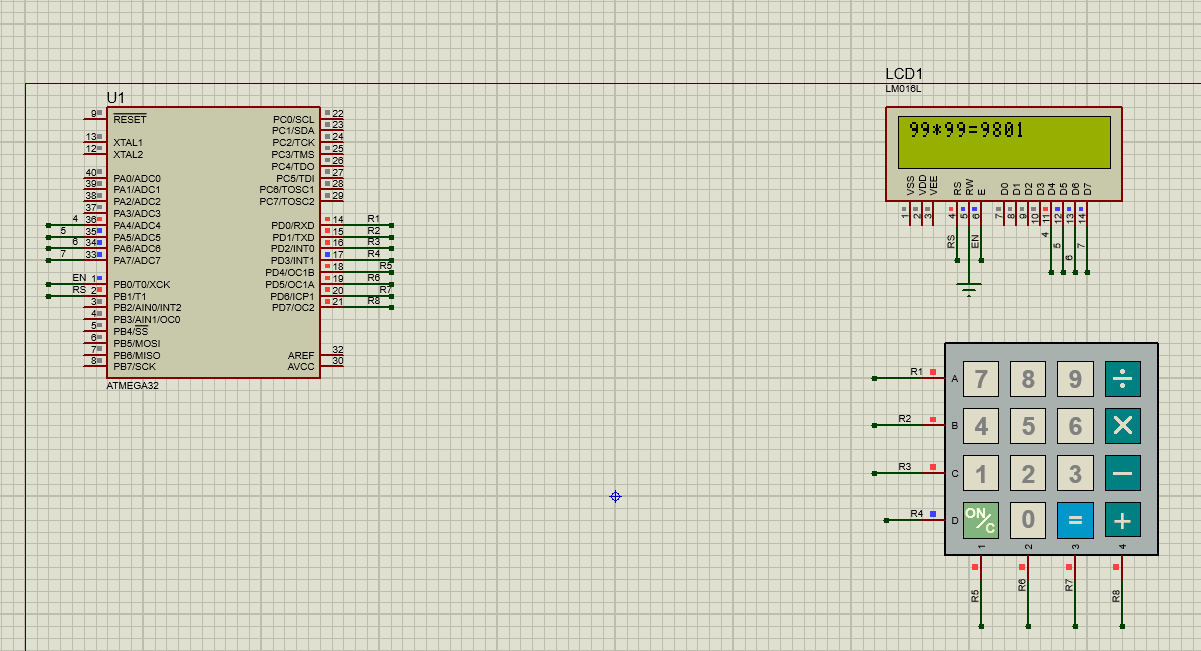 LCD1
LM016L
99*99=9801
VSS
VDD
VEE
RS
RW
E
D0
D1
D2
D3
D4
D5
D6
D7
1
2
3
4
5
6
7
8
9
10
11
12
13
14
RS
EN
4
5
6
7
U1
9 RESET
13 XTAL1
12 XTAL2
40 PA0/ADC0
39 PA1/ADC1
38 PA2/ADC2
37 PA3/ADC3
4 36 PA4/ADC4
5 35 PA5/ADC5
6 34 PA6/ADC6
7 33 PA7/ADC7
EN 1 PB0/T0/XCK
RS 2 PB1/T1
3 PB2/AIN0/INT2
4 PB3/AIN1/OC0
5 PB4/SS
6 PB5/MOSI
7 PB6/MISO
8 PB7/SCK
PC0/SCL 22
PC1/SDA 23
PC2/TCK 24
PC3/TMS 25
PC4/TDO 26
PC5/TDI 27
PC6/TOSC1 28
PC7/TOSC2 29
PD0/RXD 14 R1
PD1/TXD 15 R2
PD2/INT0 16 R3
PD3/INT1 17 R4
PD4/OC1B 18 R5
PD5/OC1A 19 R6
PD6/ICP1 20 R7
PD7/OC2 21 R8
AREF 32
AVCC 30
ATMEGA32
R1 A 7 8 9 ÷
R2 B 4 5 6 ×
R3 C 1 2 3 −
R4 D ON/C 0 = +
1 2 3 4
R5 R6 R7 R8